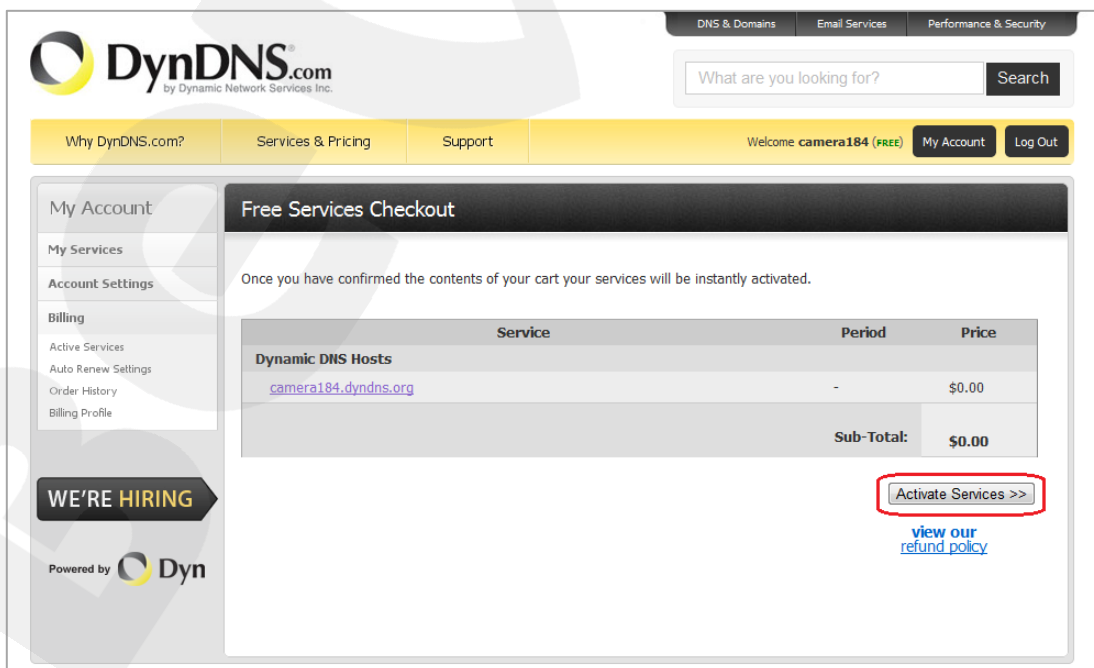 DNS & Domains Email Services Performance & Security
DynDNS.com
by Dynamic Network Services Inc.
What are you looking for? Search
Why DynDNS.com? Services & Pricing Support Welcome camera184 (FREE) My Account Log Out
My Account
My Services
Account Settings
Billing
Active Services
Auto Renew Settings
Order History
Billing Profile
WE'RE HIRING
Powered by Dyn
Free Services Checkout
Once you have confirmed the contents of your cart your services will be instantly activated.
Service Period Price
Dynamic DNS Hosts
camera184.dyndns.org - $0.00
Sub-Total: $0.00
Activate Services >>
view our
refund policy